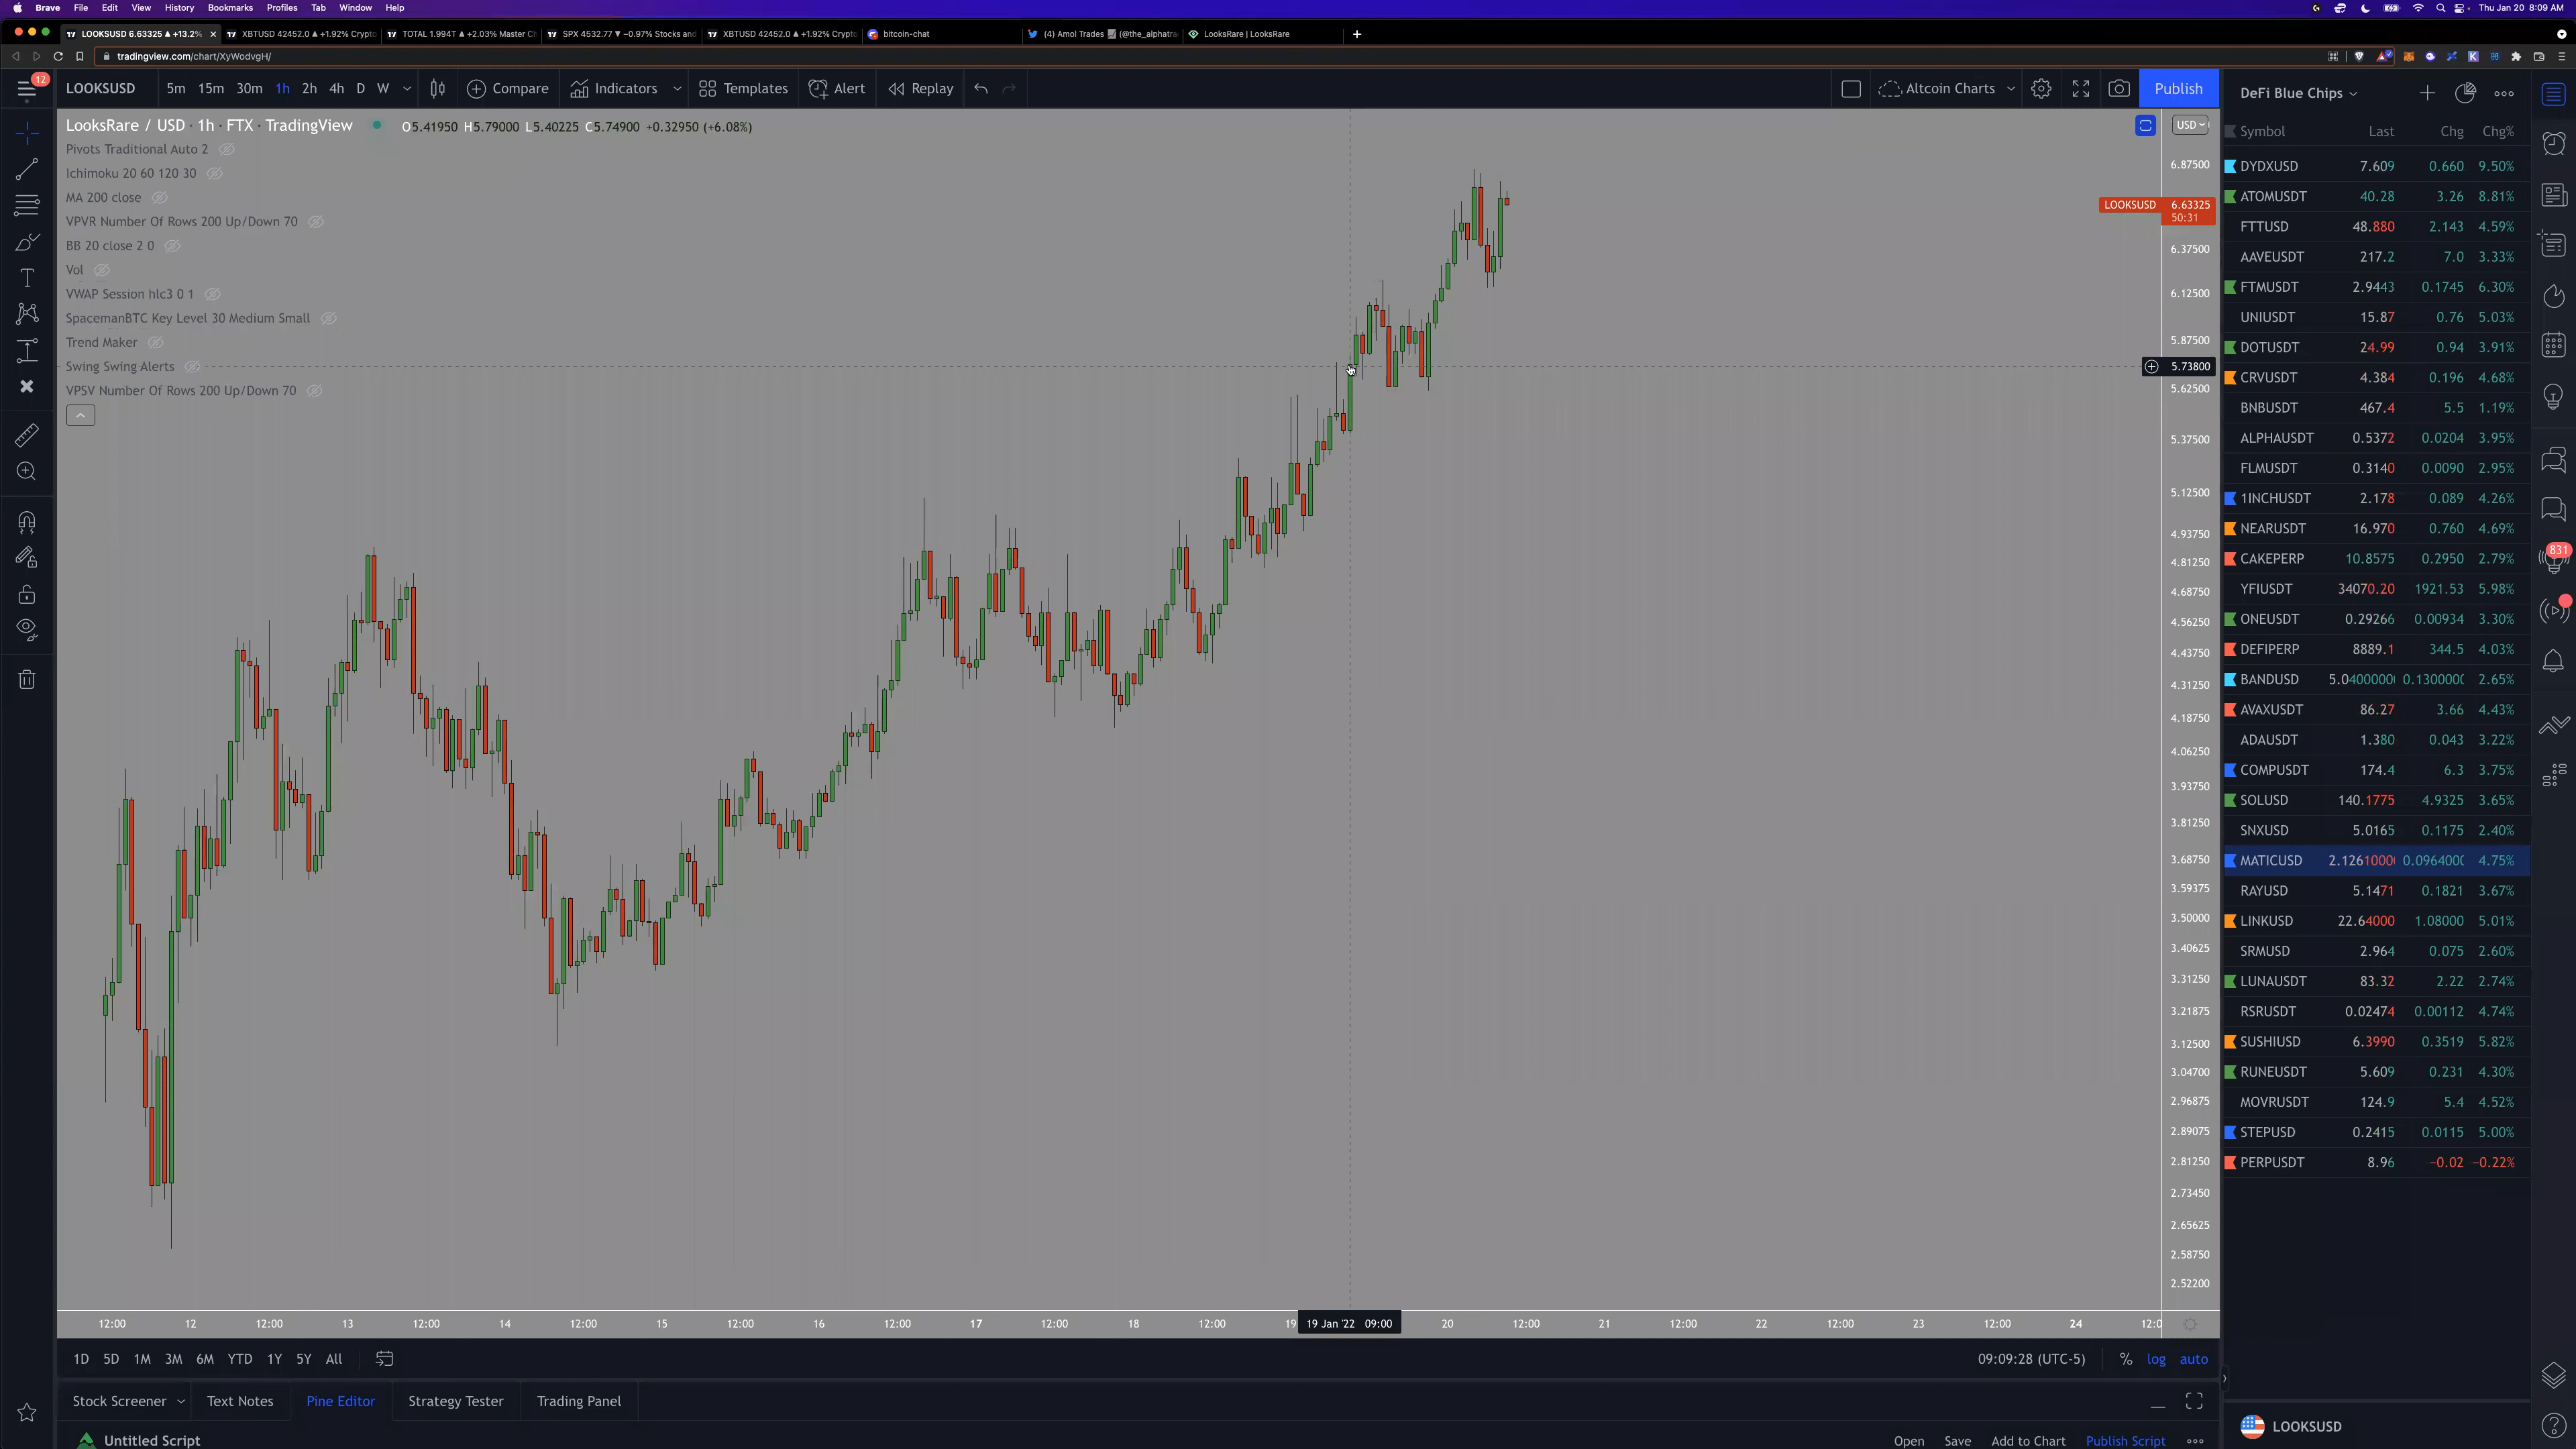 Brave File Edit View History Bookmarks Profiles Tab Window Help Thu Jan 20 8:09 AM
LOOKSUSD 6.63325 ▲ +13.2% XBTUSD 42452.0 ▲ +1.92% Crypto TOTAL 1.994T ▲ +2.03% Master Ch SPX 4532.77 ▼ −0.97% Stocks and XBTUSD 42452.0 ▲ +1.92% Crypto bitcoin-chat (4) Amol Trades (@the_alphatra LooksRare | LooksRare
tradingview.com/chart/XyWodvgH/
12 LOOKSUSD 5m 15m 30m 1h 2h 4h D W Compare Indicators Templates Alert Replay Altcoin Charts Publish
LooksRare / USD · 1h · FTX · TradingView O5.41950 H5.79000 L5.40225 C5.74900 +0.32950 (+6.08%) USD
Pivots Traditional Auto 2
Ichimoku 20 60 120 30
MA 200 close
VPVR Number Of Rows 200 Up/Down 70
BB 20 close 2 0
Vol
VWAP Session hlc3 0 1
SpacemanBTC Key Level 30 Medium Small
Trend Maker
Swing Swing Alerts
VPSV Number Of Rows 200 Up/Down 70
6.87500
LOOKSUSD 6.63325
50:31
6.37500
6.12500
5.87500
5.73800
5.62500
5.37500
5.12500
4.93750
4.81250
4.68750
4.56250
4.43750
4.31250
4.18750
4.06250
3.93750
3.81250
3.68750
3.59375
3.50000
3.40625
3.31250
3.21875
3.12500
3.04700
2.96875
2.89075
2.81250
2.73450
2.65625
2.58750
2.52200
12:00 12 12:00 13 12:00 14 12:00 15 12:00 16 12:00 17 12:00 18 12:00 19 19 Jan '22 09:00 20 12:00 21 12:00 22 12:00 23 12:00 24 12:0
1D 5D 1M 3M 6M YTD 1Y 5Y All 09:09:28 (UTC-5) % log auto
Stock Screener Text Notes Pine Editor Strategy Tester Trading Panel
Untitled Script Open Save Add to Chart Publish Script
DeFi Blue Chips
Symbol Last Chg Chg%
DYDXUSD 7.609 0.660 9.50%
ATOMUSDT 40.28 3.26 8.81%
FTTUSD 48.880 2.143 4.59%
AAVEUSDT 217.2 7.0 3.33%
FTMUSDT 2.9443 0.1745 6.30%
UNIUSDT 15.87 0.76 5.03%
DOTUSDT 24.99 0.94 3.91%
CRVUSDT 4.384 0.196 4.68%
BNBUSDT 467.4 5.5 1.19%
ALPHAUSDT 0.5372 0.0204 3.95%
FLMUSDT 0.3140 0.0090 2.95%
1INCHUSDT 2.178 0.089 4.26%
NEARUSDT 16.970 0.760 4.69%
CAKEPERP 10.8575 0.2950 2.79%
YFIUSDT 34070.20 1921.53 5.98%
ONEUSDT 0.29266 0.00934 3.30%
DEFIPERP 8889.1 344.5 4.03%
BANDUSD 5.04000000 0.1300000 2.65%
AVAXUSDT 86.27 3.66 4.43%
ADAUSDT 1.380 0.043 3.22%
COMPUSDT 174.4 6.3 3.75%
SOLUSD 140.1775 4.9325 3.65%
SNXUSD 5.0165 0.1175 2.40%
MATICUSD 2.12610000 0.0964000 4.75%
RAYUSD 5.1471 0.1821 3.67%
LINKUSD 22.64000 1.08000 5.01%
SRMUSD 2.964 0.075 2.60%
LUNAUSDT 83.32 2.22 2.74%
RSRUSDT 0.02474 0.00112 4.74%
SUSHIUSD 6.3990 0.3519 5.82%
RUNEUSDT 5.609 0.231 4.30%
MOVRUSDT 124.9 5.4 4.52%
STEPUSD 0.2415 0.0115 5.00%
PERPUSDT 8.96 −0.02 −0.22%
LOOKSUSD
831